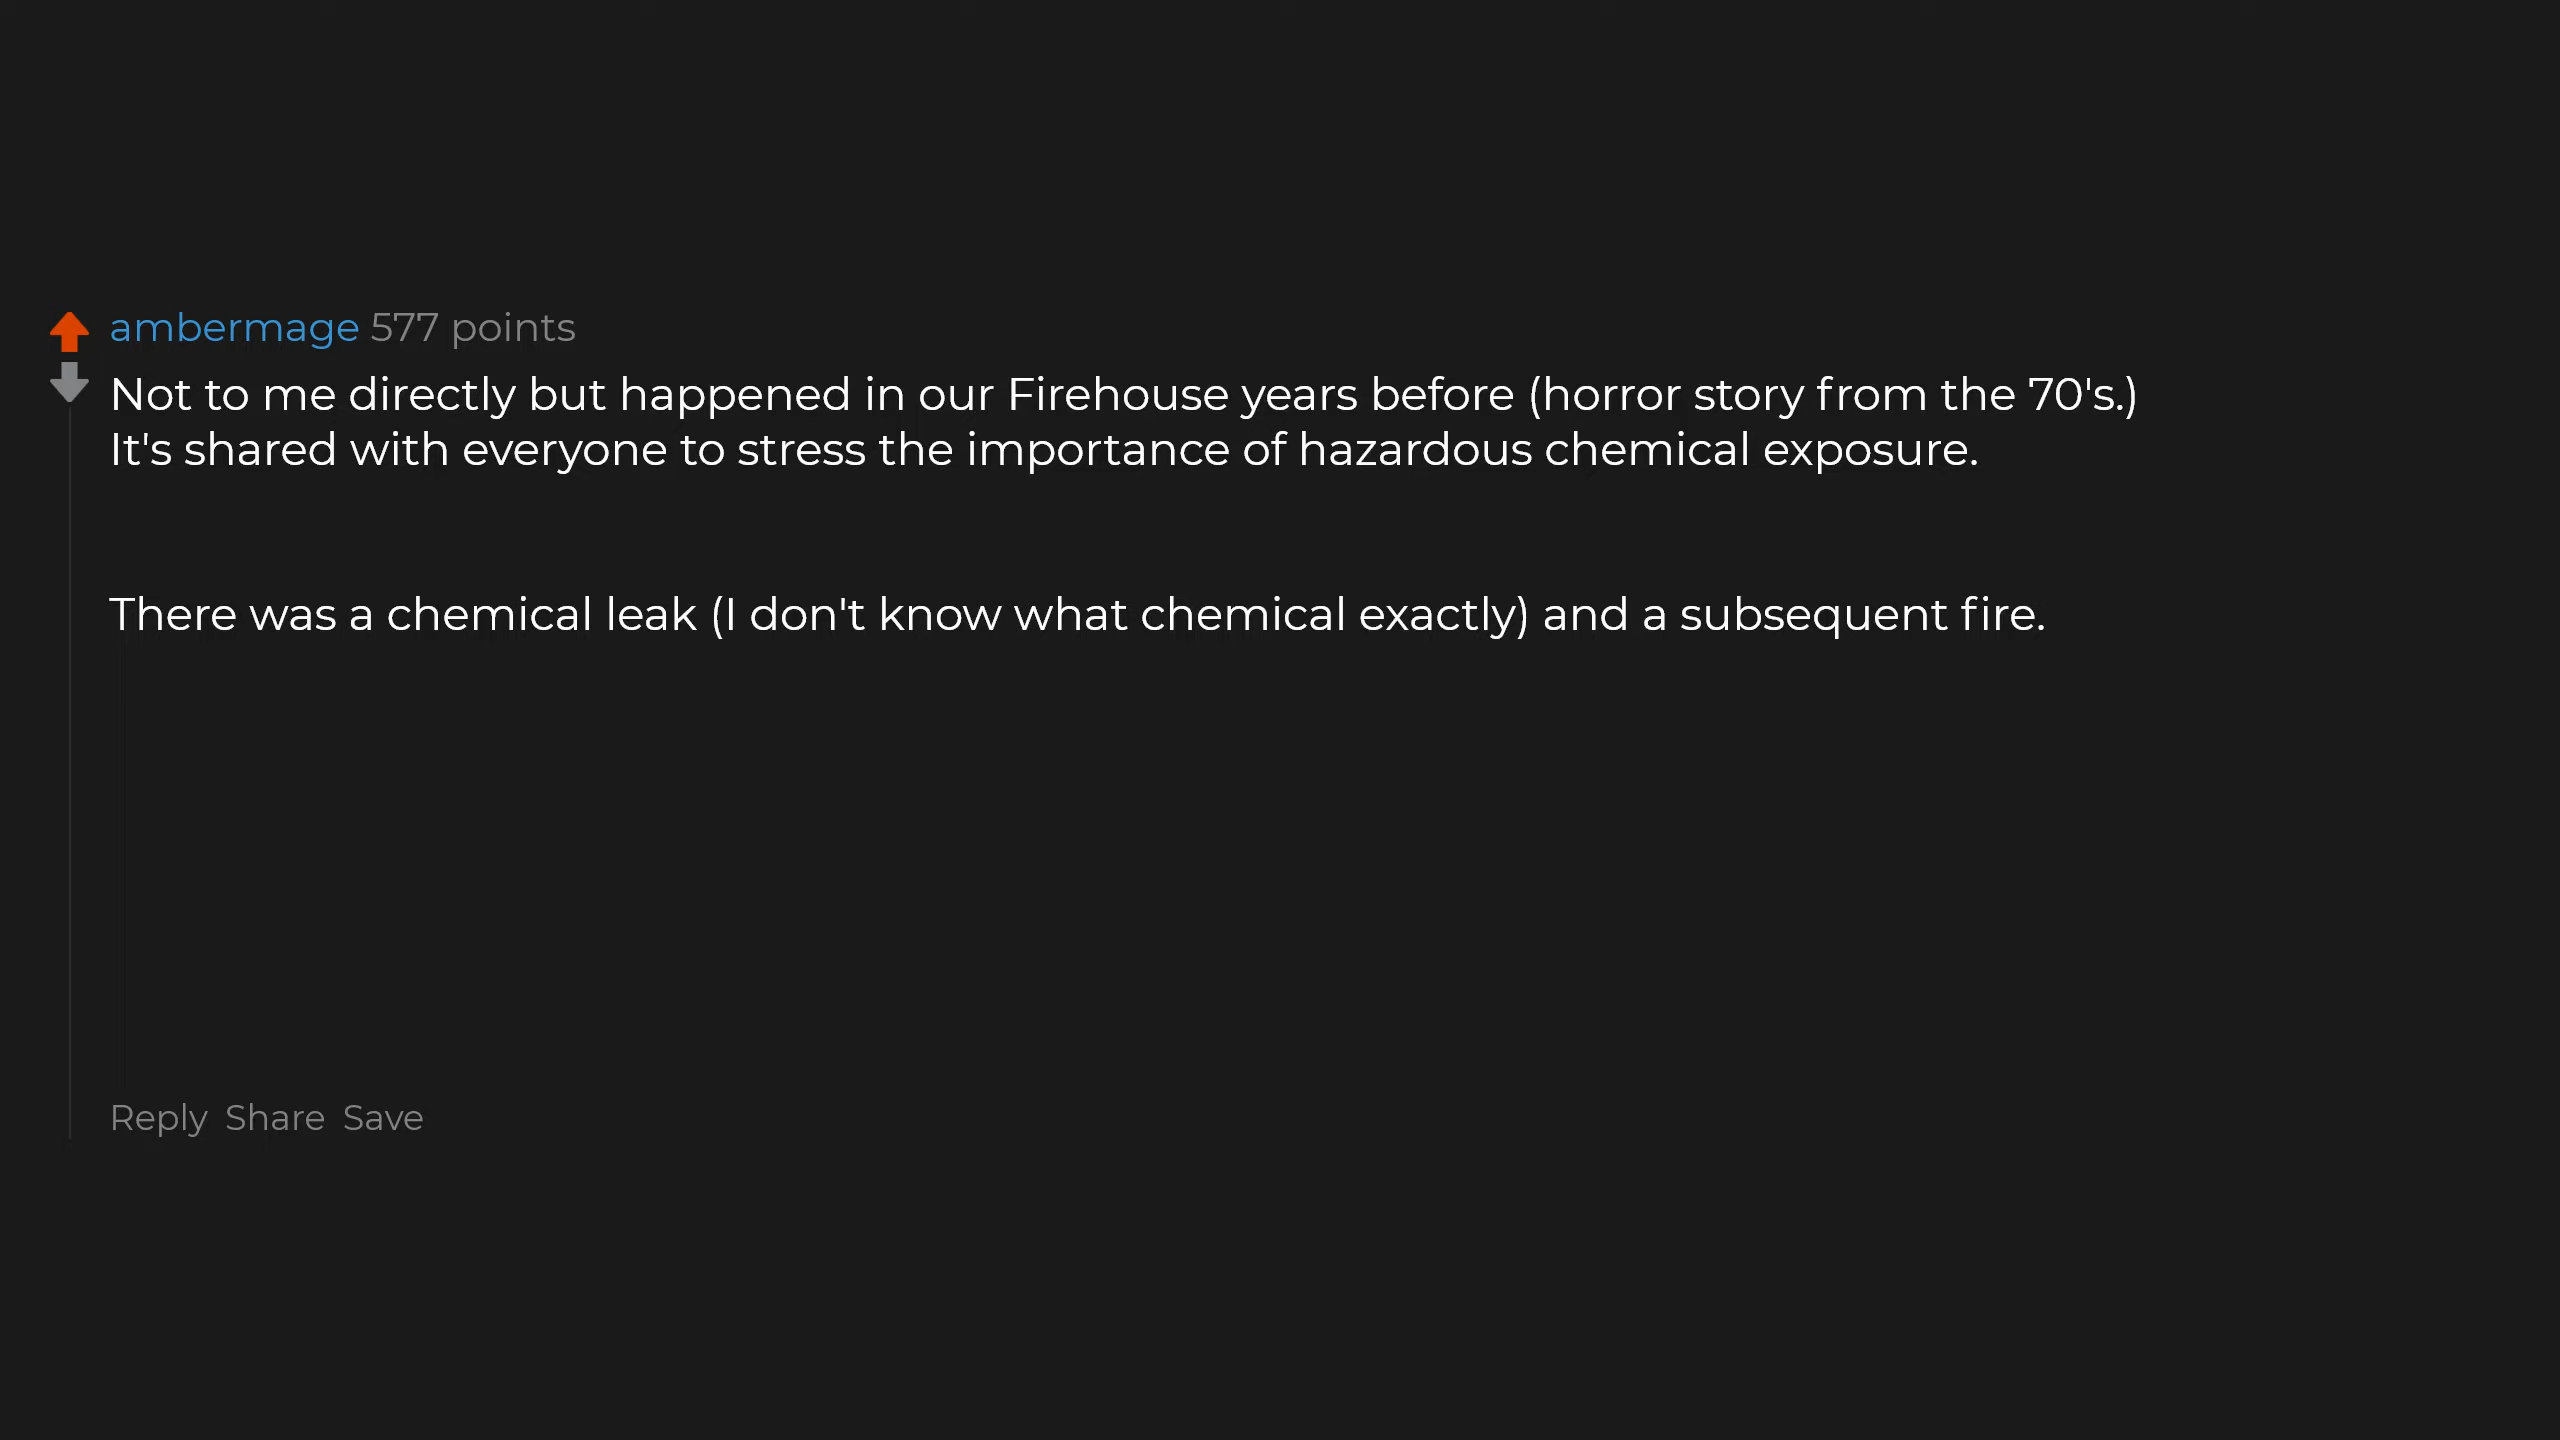 ambermage 577 points
Not to me directly but happened in our Firehouse years before (horror story from the 70's.)
It's shared with everyone to stress the importance of hazardous chemical exposure.
There was a chemical leak (I don't know what chemical exactly) and a subsequent fire.
Reply Share Save